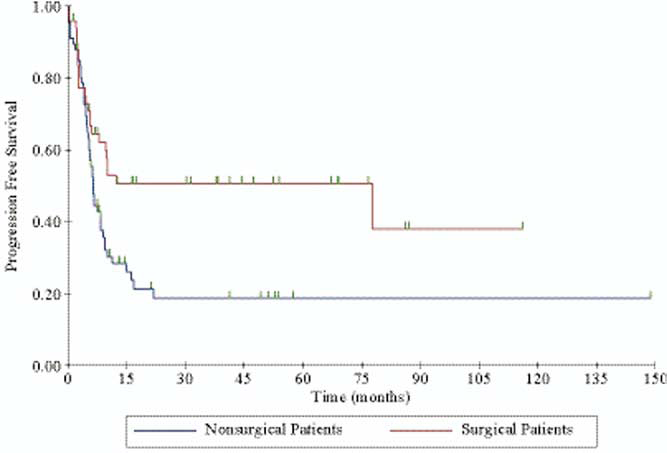 1.00
0.80
0.60
0.40
0.20
0.00
Progression Free Survival
0 15 30 45 60 75 90 105 120 135 150
Time (months)
Nonsurgical Patients Surgical Patients